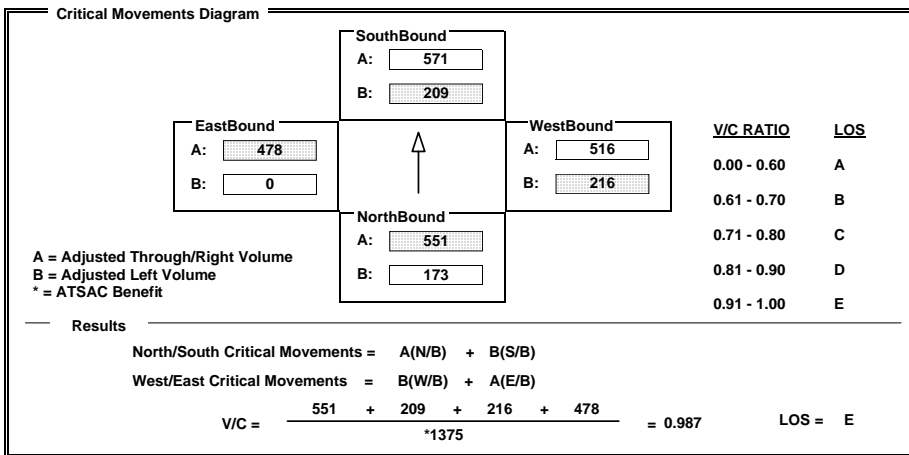 Critical Movements Diagram
SouthBound
A: 571
B: 209
EastBound
A: 478
B: 0
WestBound
A: 516
B: 216
NorthBound
A: 551
B: 173
V/C RATIO LOS
0.00 - 0.60 A
0.61 - 0.70 B
0.71 - 0.80 C
0.81 - 0.90 D
0.91 - 1.00 E
A = Adjusted Through/Right Volume
B = Adjusted Left Volume
* = ATSAC Benefit
Results
North/South Critical Movements = A(N/B) + B(S/B)
West/East Critical Movements = B(W/B) + A(E/B)
V/C = 551 + 209 + 216 + 478 = 0.987 LOS = E
*1375